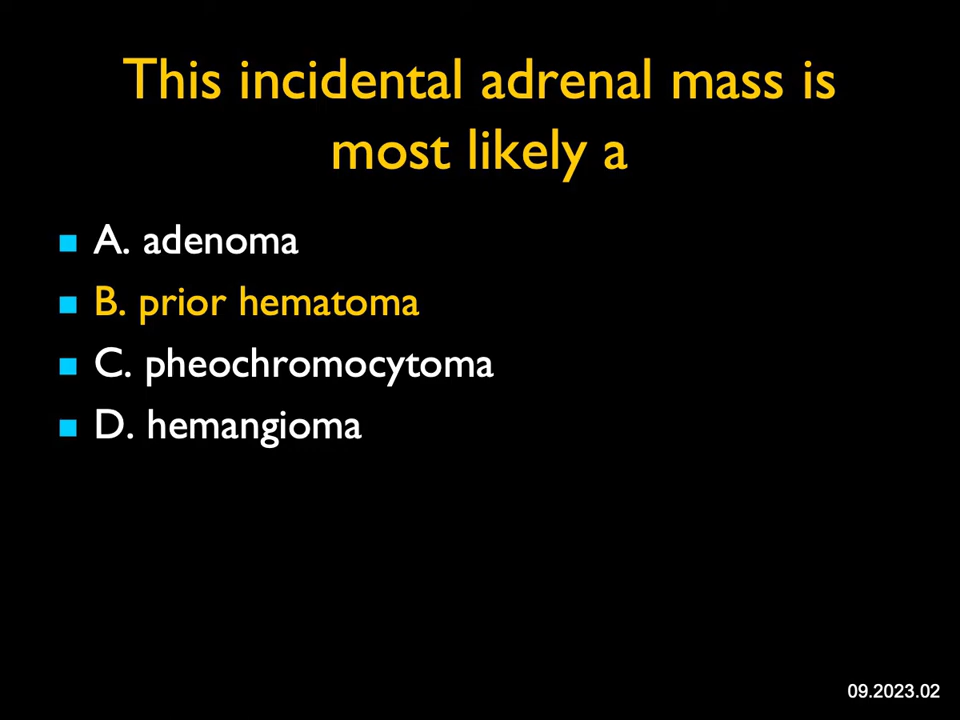 This incidental adrenal mass is
most likely a
A. adenoma
B. prior hematoma
C. pheochromocytoma
D. hemangioma
09.2023.02